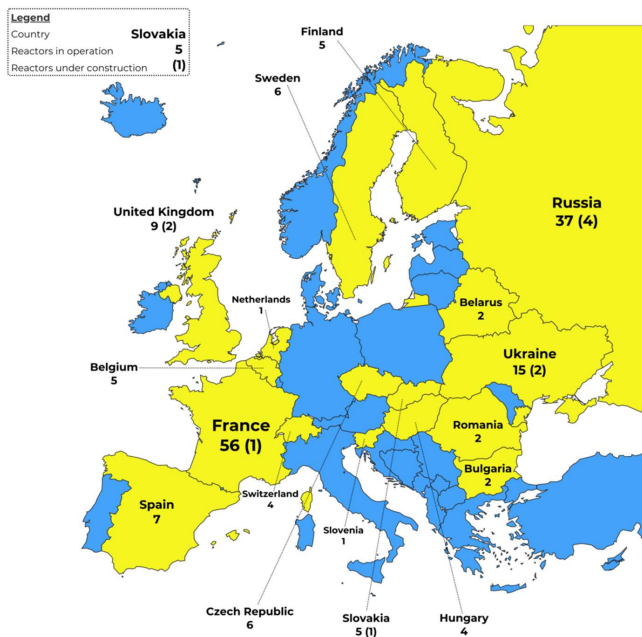 Legend
Country Slovakia
Reactors in operation 5
Reactors under construction (1)
Finland
5
Sweden
6
United Kingdom
9 (2)
Russia
37 (4)
Netherlands
1
Belarus
2
Belgium
5
Ukraine
15 (2)
France
56 (1)
Romania
2
Bulgaria
2
Spain
7
Switzerland
4
Slovenia
1
Czech Republic
6
Slovakia
5 (1)
Hungary
4